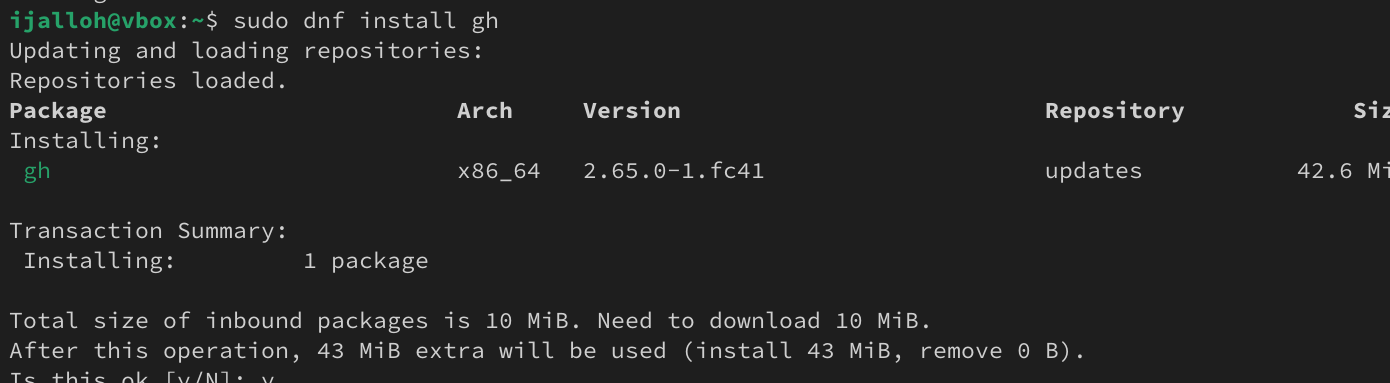 ijalloh@vbox:~$ sudo dnf install gh
Updating and loading repositories:
Repositories loaded.
Package Arch Version Repository Siz
Installing:
gh x86_64 2.65.0-1.fc41 updates 42.6 Mi
Transaction Summary:
Installing: 1 package
Total size of inbound packages is 10 MiB. Need to download 10 MiB.
After this operation, 43 MiB extra will be used (install 43 MiB, remove 0 B).
Is this ok [y/N]: y